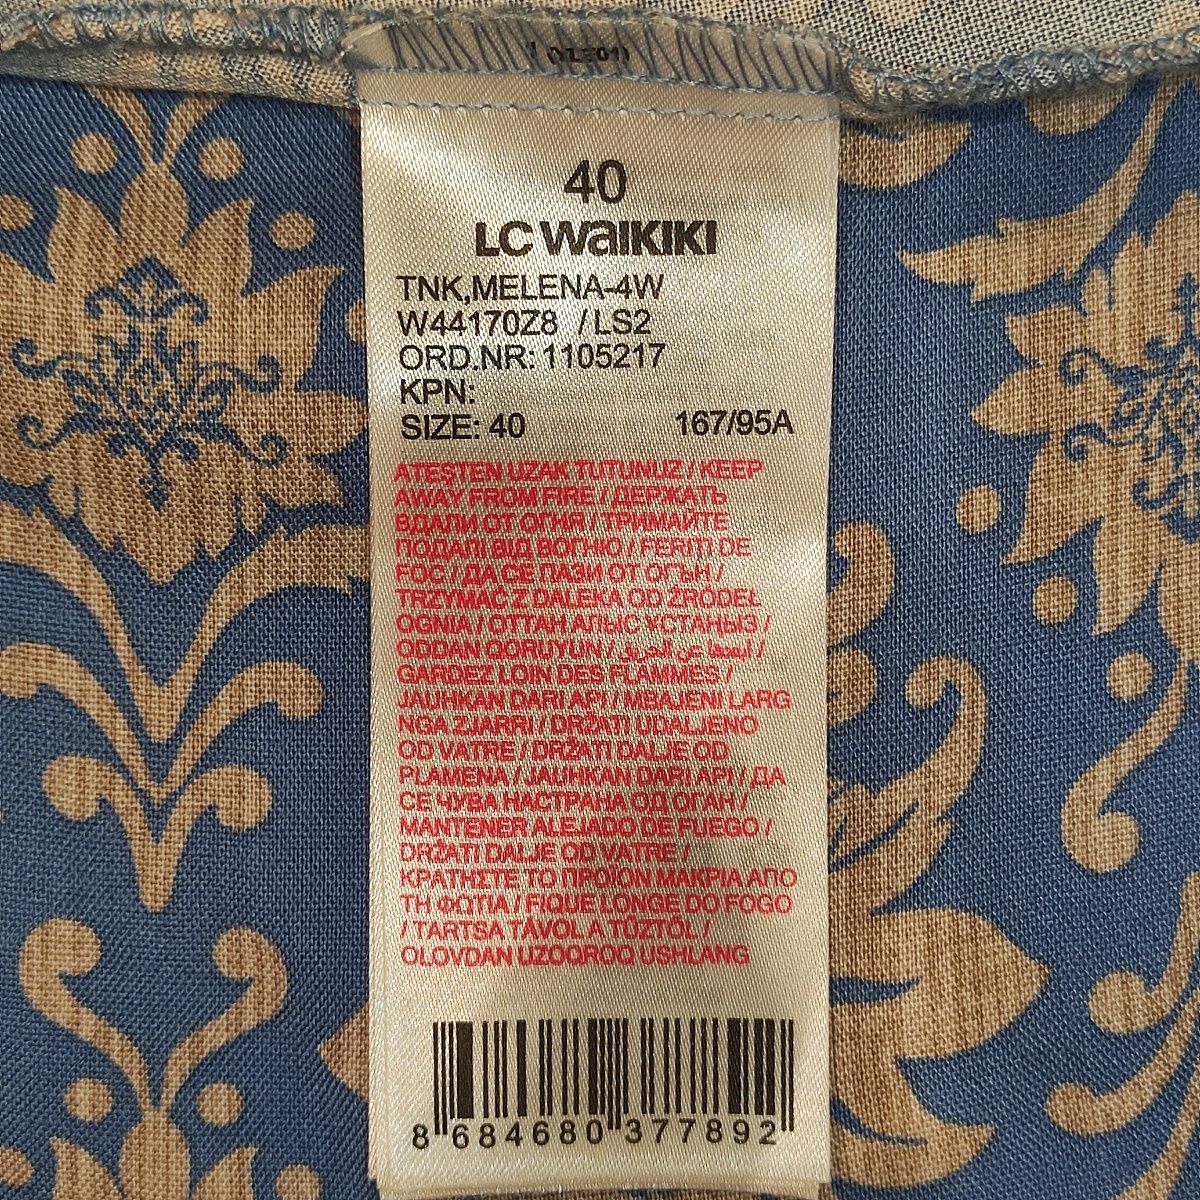 40
LC WAIKIKI
TNK,MELENA-4W
W44170Z8 /LS2
ORD.NR: 1105217
KPN:
SIZE: 40 167/95A
ATEŞTEN UZAK TUTUNUZ / KEEP
AWAY FROM FIRE / ДЕРЖАТЬ
ВДАЛИ ОТ ОГНЯ / ТРИМАЙТЕ
ПОДАЛІ ВІД ВОГНЮ / FERIȚI DE
FOC / ДА СЕ ПАЗИ ОТ ОГЪН /
TRZYMAĆ Z DALEKA OD ŹRÓDEŁ
OGNIA / ОТТАН АЛЫС ҰСТАҢЫЗ /
ODDAN QORUYUN / أبعدها عن الحريق /
GARDEZ LOIN DES FLAMMES /
JAUHKAN DARI API / MBAJENI LARG
NGA ZJARRI / DRŽATI UDALJENO
OD VATRE / DRŽATI DALJE OD
PLAMENA / JAUHKAN DARI API / ДА
СЕ ЧУВА НАСТРАНА ОД ОГАН /
MANTENER ALEJADO DE FUEGO /
DRŽATI DALJE OD VATRE /
ΚΡΑΤΗΣΤΕ ΤΟ ΠΡΟΪΟΝ ΜΑΚΡΙΑ ΑΠΟ
ΤΗ ΦΩΤΙΑ / FIQUE LONGE DO FOGO
/ TARTSA TÁVOL A TŰZTŐL /
OLOVDAN UZOQROQ USHLANG
8 684680 377892